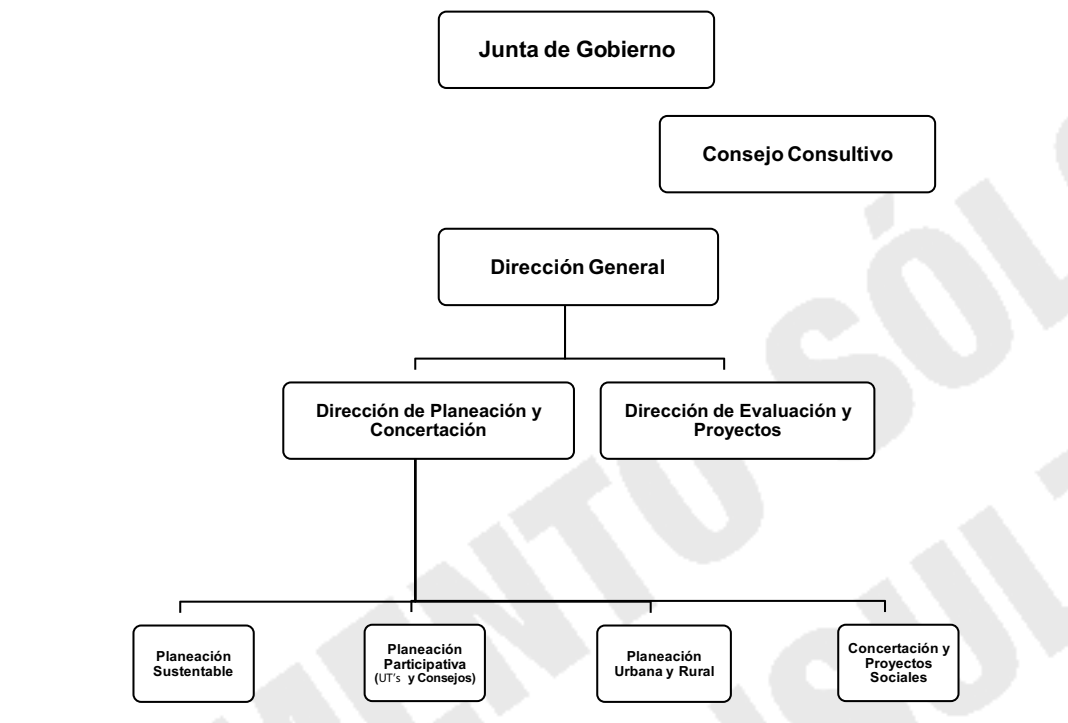 Junta de Gobierno
Consejo Consultivo
Dirección General
Dirección de Planeación y
Concertación
Dirección de Evaluación y
Proyectos
Planeación
Sustentable
Planeación
Participativa
(UT's y Consejos)
Planeación
Urbana y Rural
Concertación y
Proyectos
Sociales